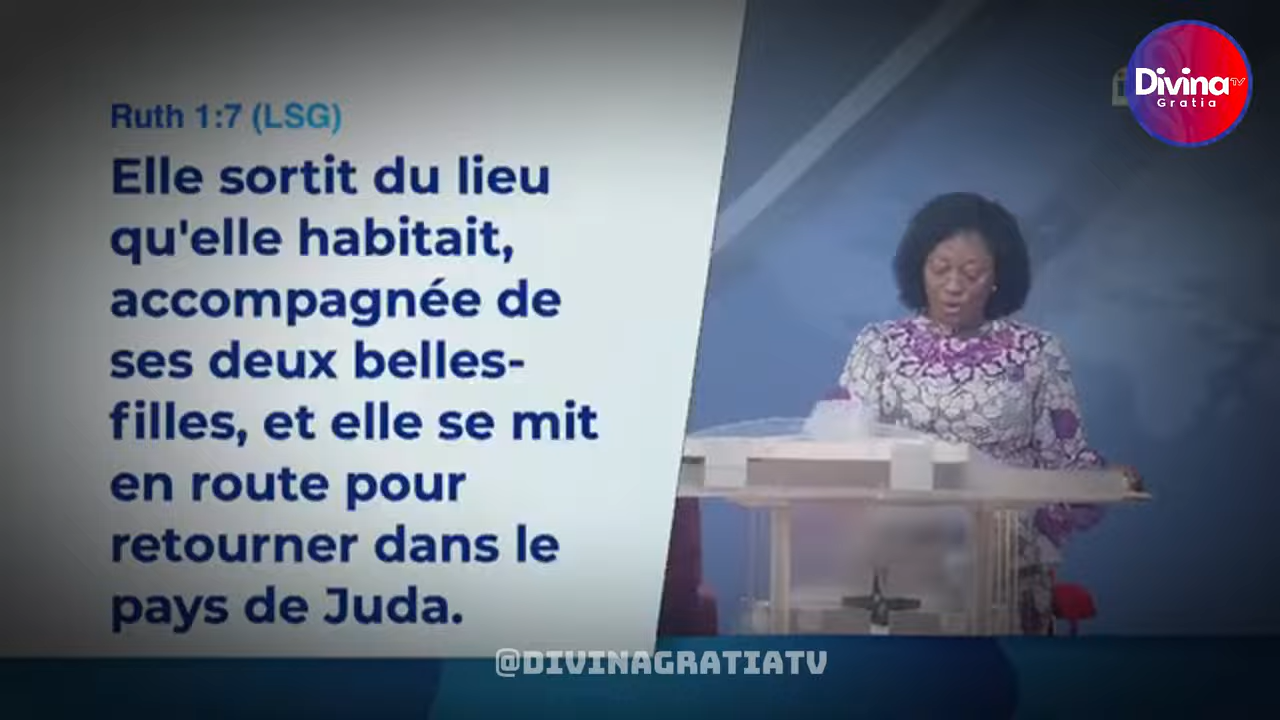 Ruth 1:7 (LSG)
Elle sortit du lieu
qu'elle habitait,
accompagnée de
ses deux belles-
filles, et elle se mit
en route pour
retourner dans le
pays de Juda.
Divina TV
Gratia
@DIVINAGRATIATV